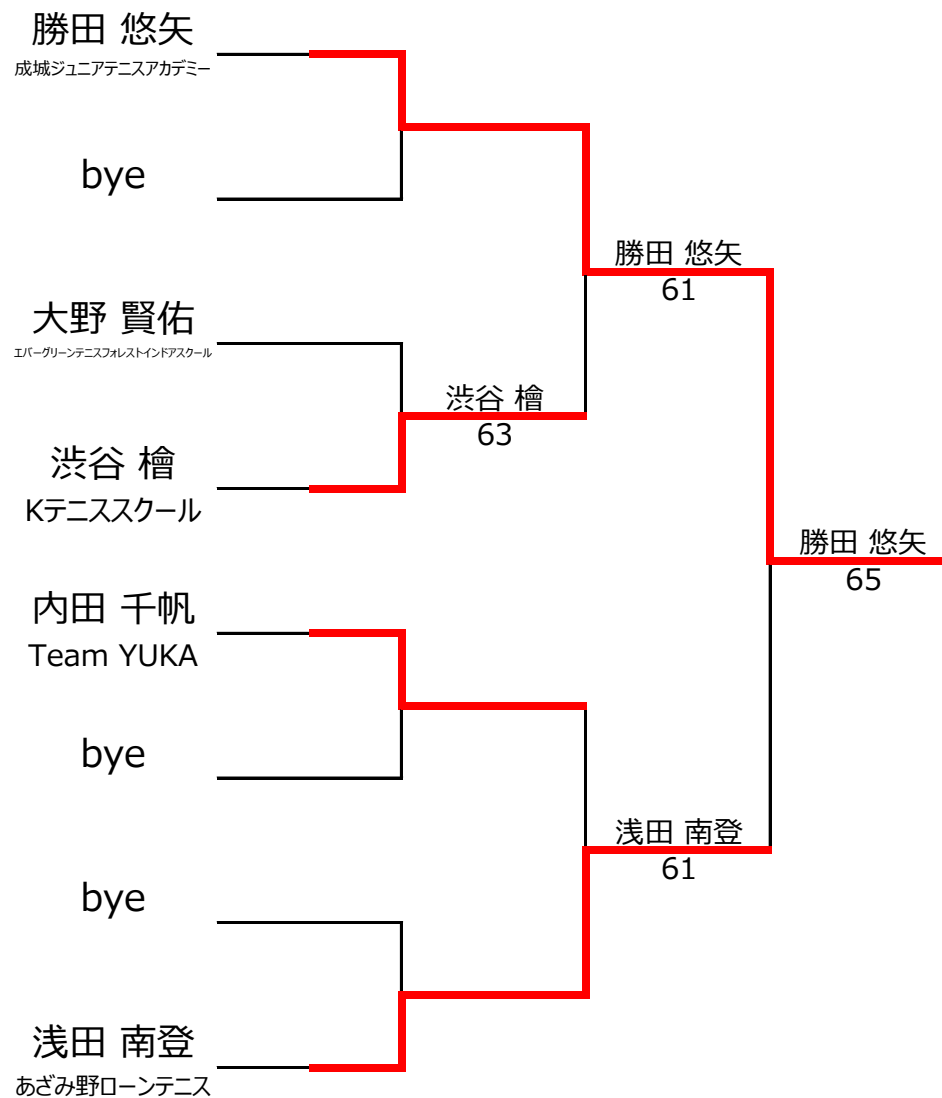 勝田 悠矢
成城ジュニアテニスアカデミー
bye
勝田 悠矢
61
大野 賢佑
エバーグリーンテニスフォレストインドアスクール
渋谷 檜
63
渋谷 檜
Kテニススクール
勝田 悠矢
65
内田 千帆
Team YUKA
bye
浅田 南登
61
bye
浅田 南登
あざみ野ローンテニス